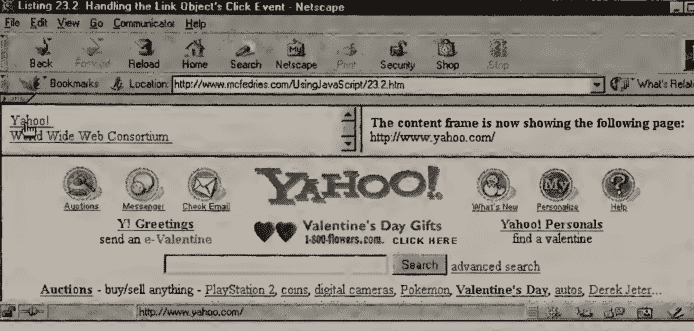 Listing 23.2. Handling the Link Object's Click Event - Netscape
File Edit View Go Communicator Help
Back Forward Reload Home Search Netscape Print Security Shop Stop
Bookmarks Location: http://www.mcfedries.com/UsingJavaScript/23.2.htm What's Rela
Yahoo!
World Wide Web Consortium
The content frame is now showing the following page:
http://www.yahoo.com/
YAHOO!
Auctions Messenger Check Email What's New Personalize Help
Y! Greetings
send an e-Valentine
Valentine's Day Gifts
1-800-flowers.com. CLICK HERE
Yahoo! Personals
find a valentine
Search advanced search
Auctions - buy/sell anything - PlayStation 2, coins, digital cameras, Pokemon, Valentine's Day, autos, Derek Jeter...
http://www.yahoo.com/